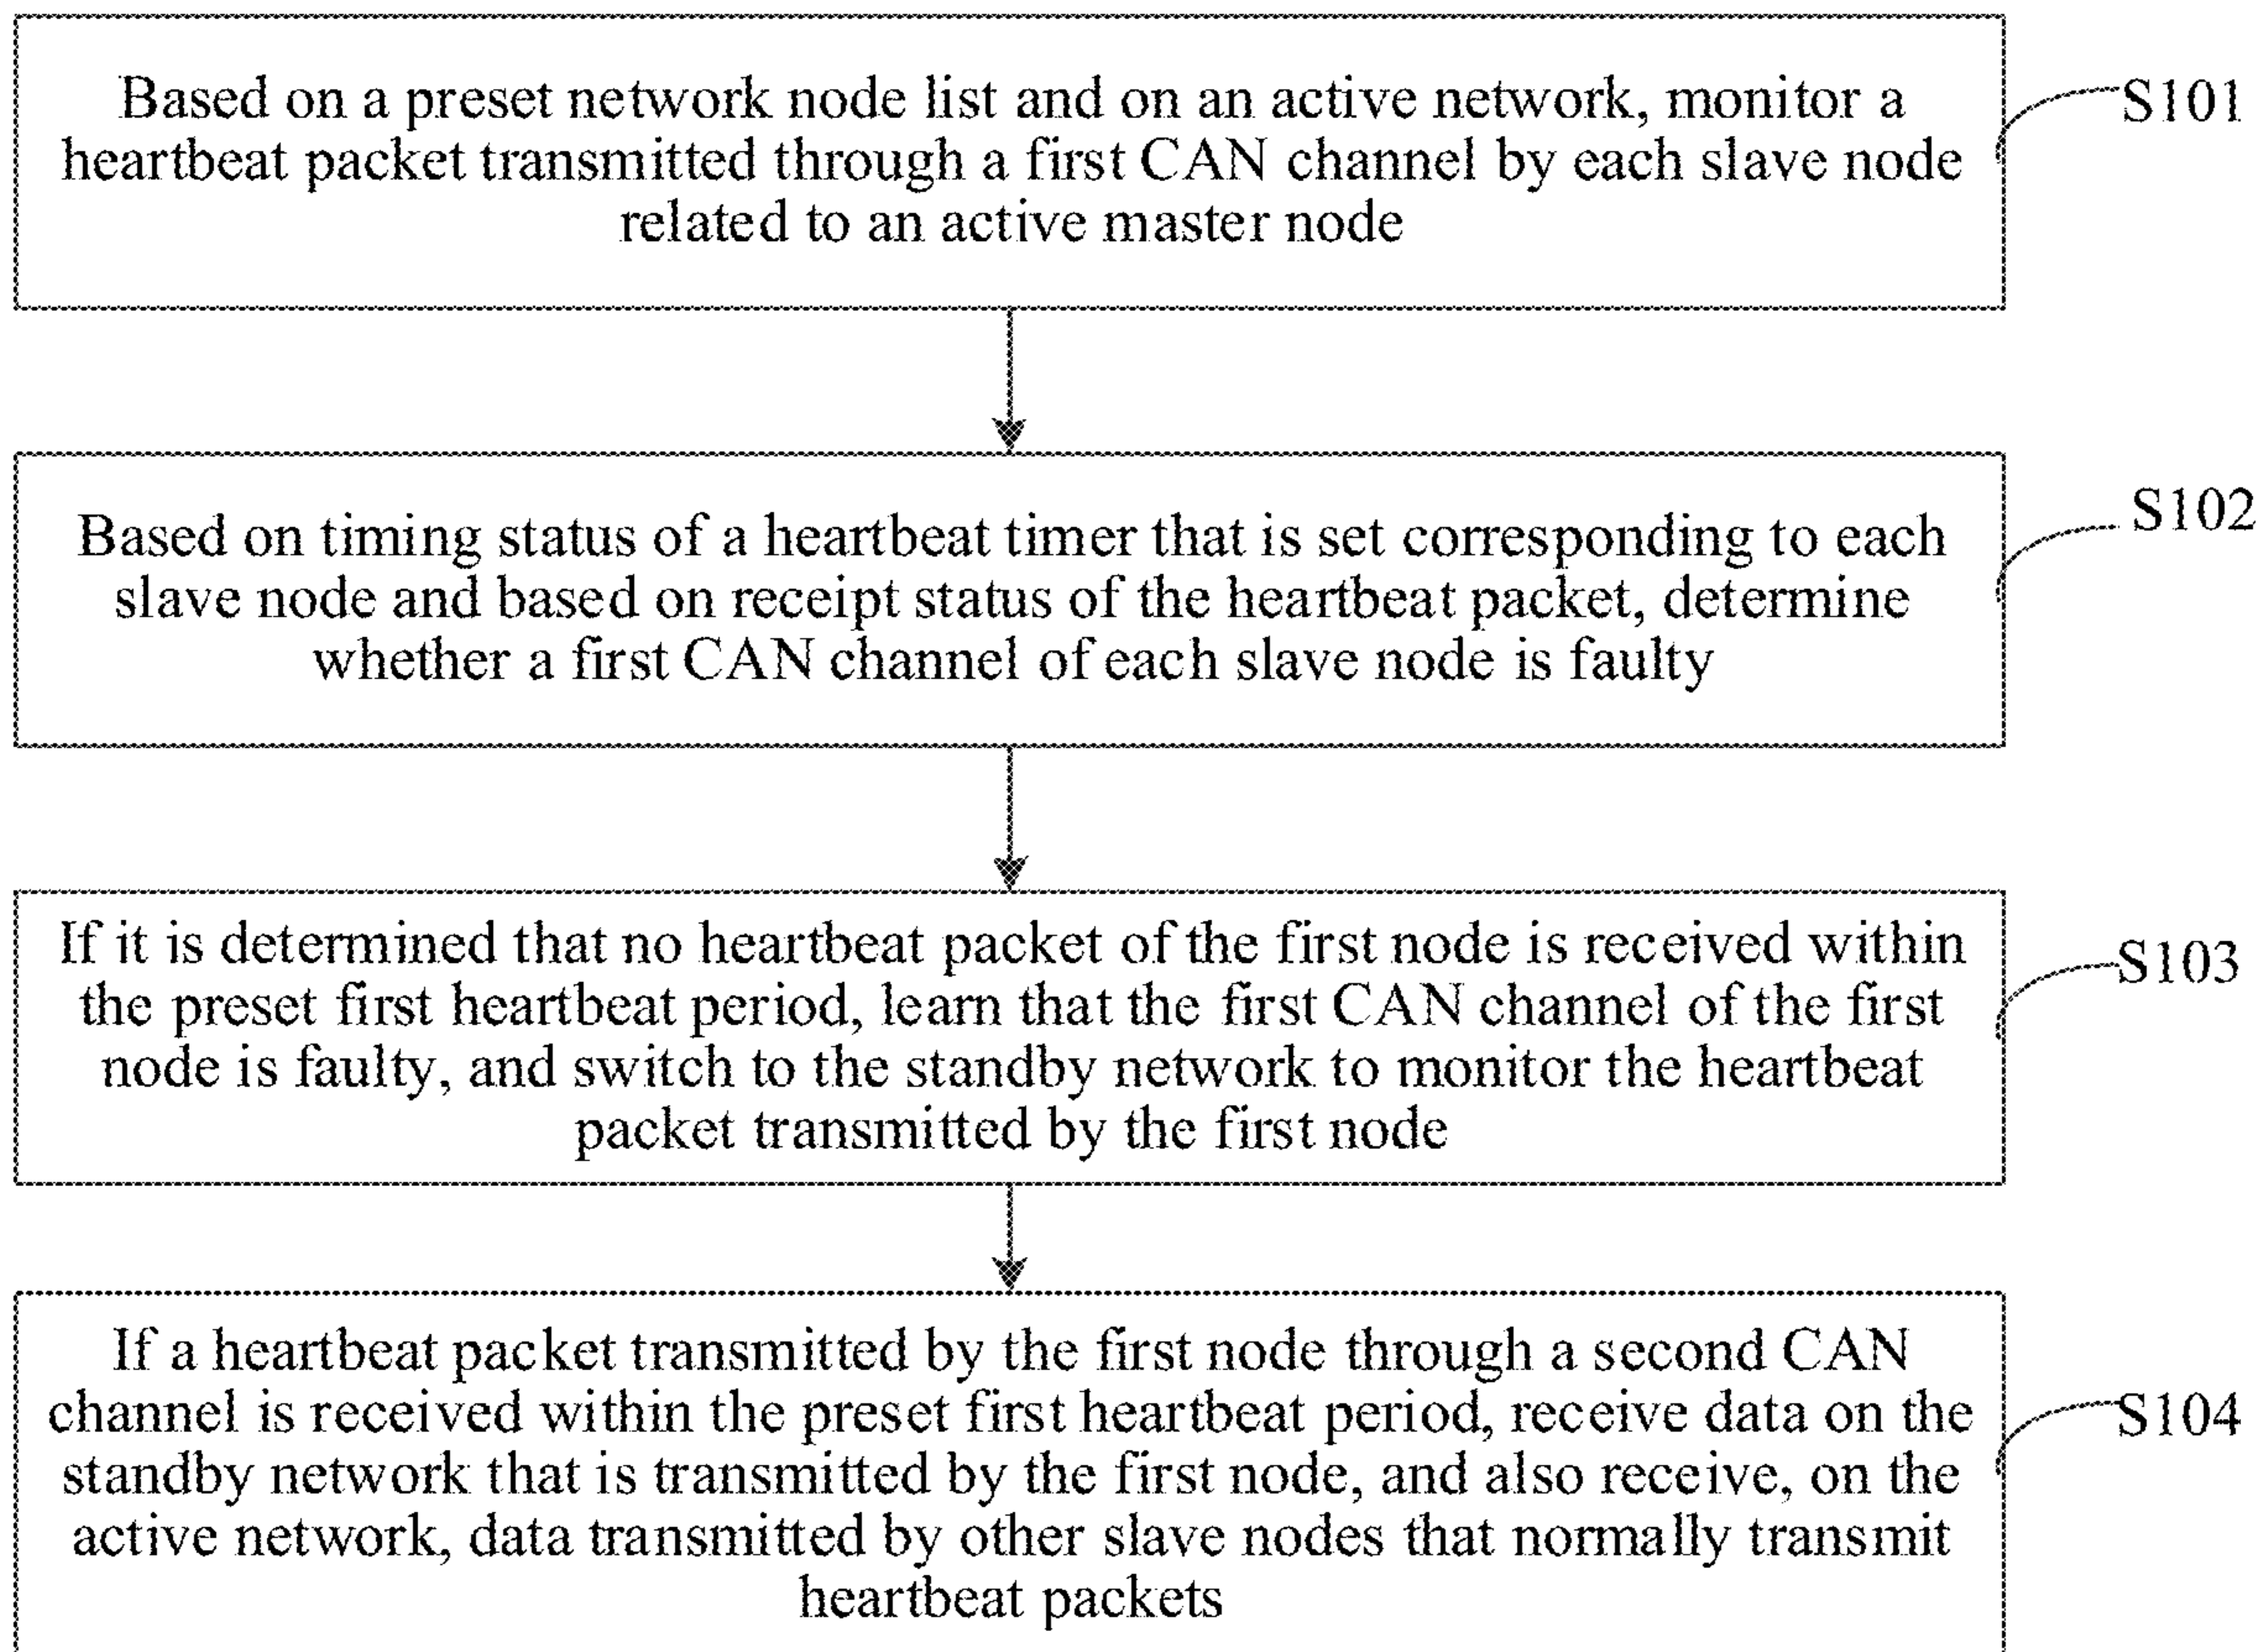 Based on a preset network node list and on an active network, monitor a
heartbeat packet transmitted through a first CAN channel by each slave node
related to an active master node
S101
Based on timing status of a heartbeat timer that is set corresponding to each
slave node and based on receipt status of the heartbeat packet, determine
whether a first CAN channel of each slave node is faulty
S102
If it is determined that no heartbeat packet of the first node is received within
the preset first heartbeat period, learn that the first CAN channel of the first
node is faulty, and switch to the standby network to monitor the heartbeat
packet transmitted by the first node
S103
If a heartbeat packet transmitted by the first node through a second CAN
channel is received within the preset first heartbeat period, receive data on the
standby network that is transmitted by the first node, and also receive, on the
active network, data transmitted by other slave nodes that normally transmit
heartbeat packets
S104